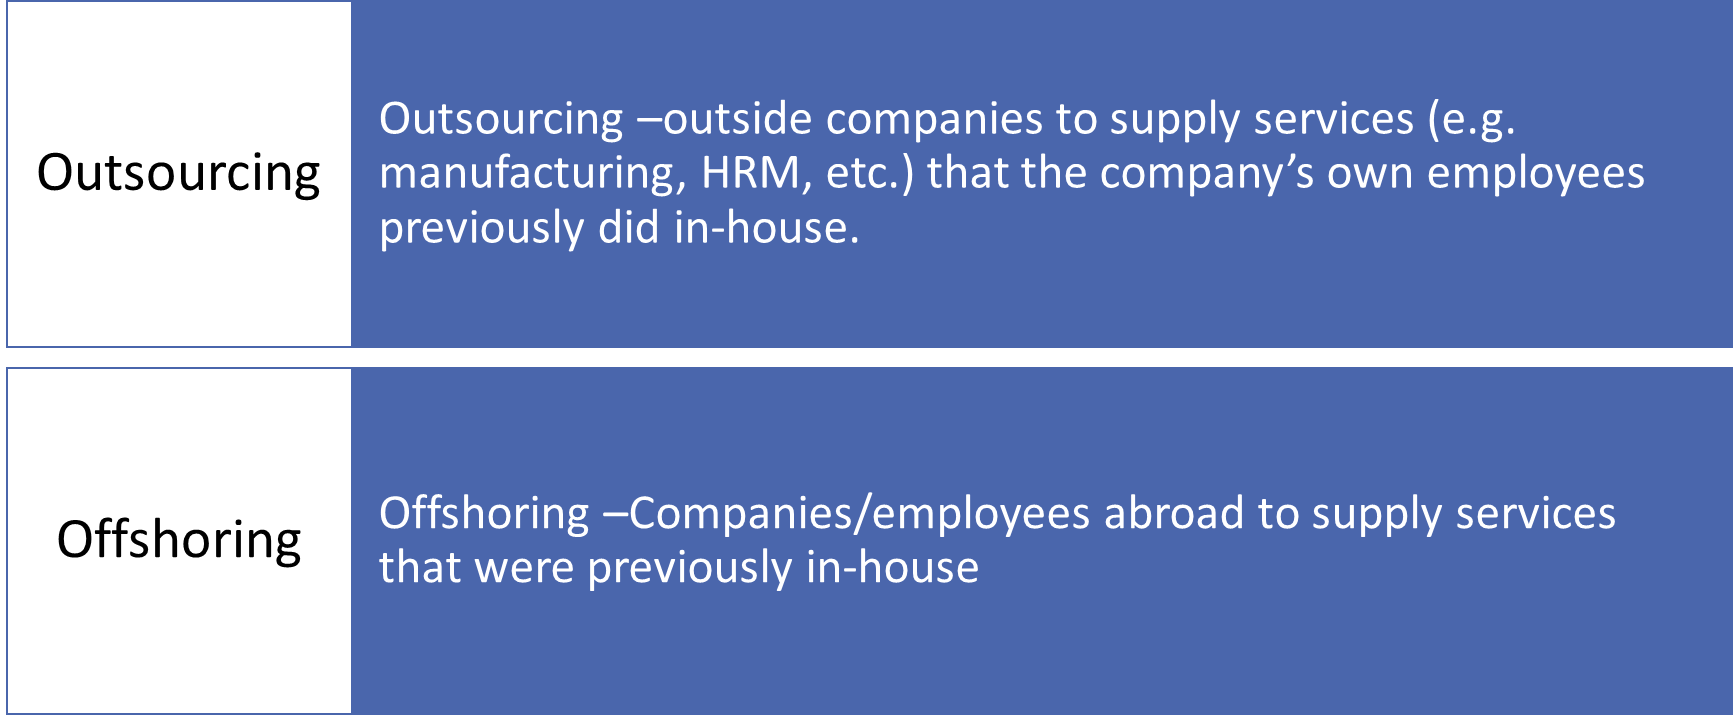 Outsourcing
Outsourcing –outside companies to supply services (e.g.
manufacturing, HRM, etc.) that the company’s own employees
previously did in-house.
Offshoring
Offshoring –Companies/employees abroad to supply services
that were previously in-house